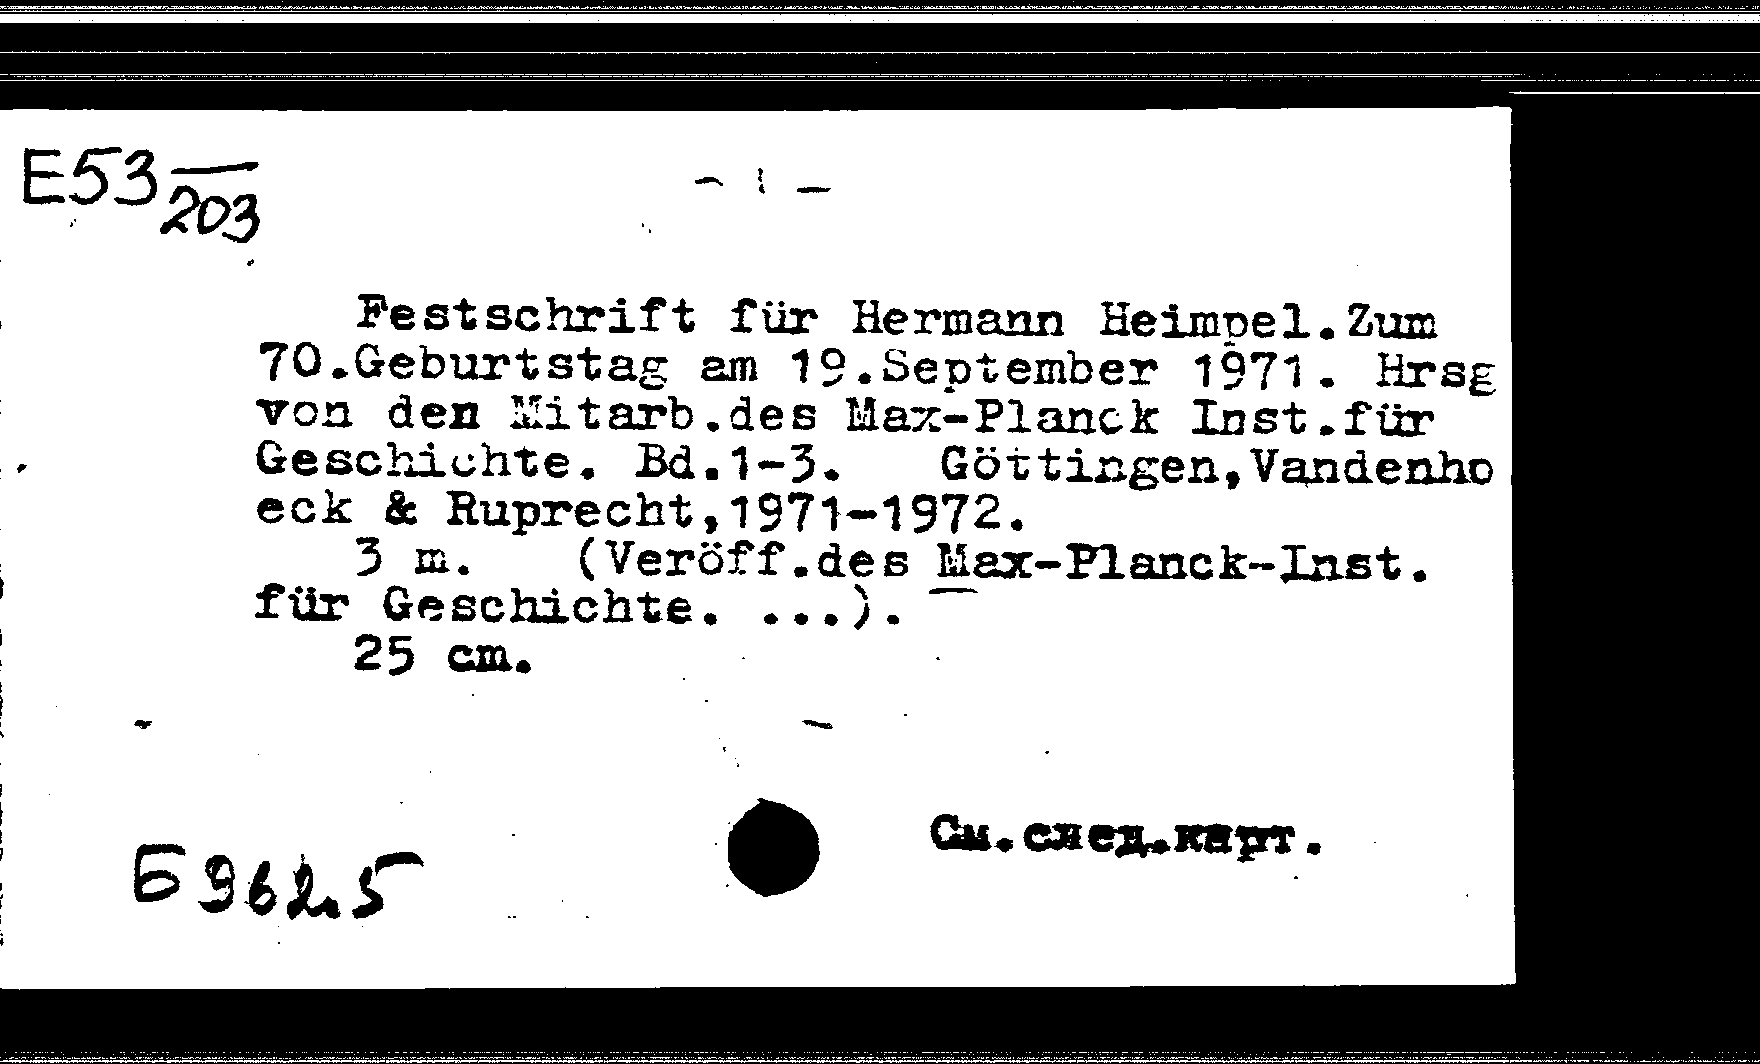 E53/203
- 1 -
Festschrift für Hermann Heimpel.Zum
70.Geburtstag am 19.September 1971. Hrsg
von den Mitarb.des Max-Planck Inst.für
Geschichte. Bd.1-3. Göttingen,Vandenho
eck & Ruprecht,1971-1972.
3 m. (Veröff.des Max-Planck-Inst.
für Geschichte. ...).
25 cm.
См.след.карт.
Б962.5